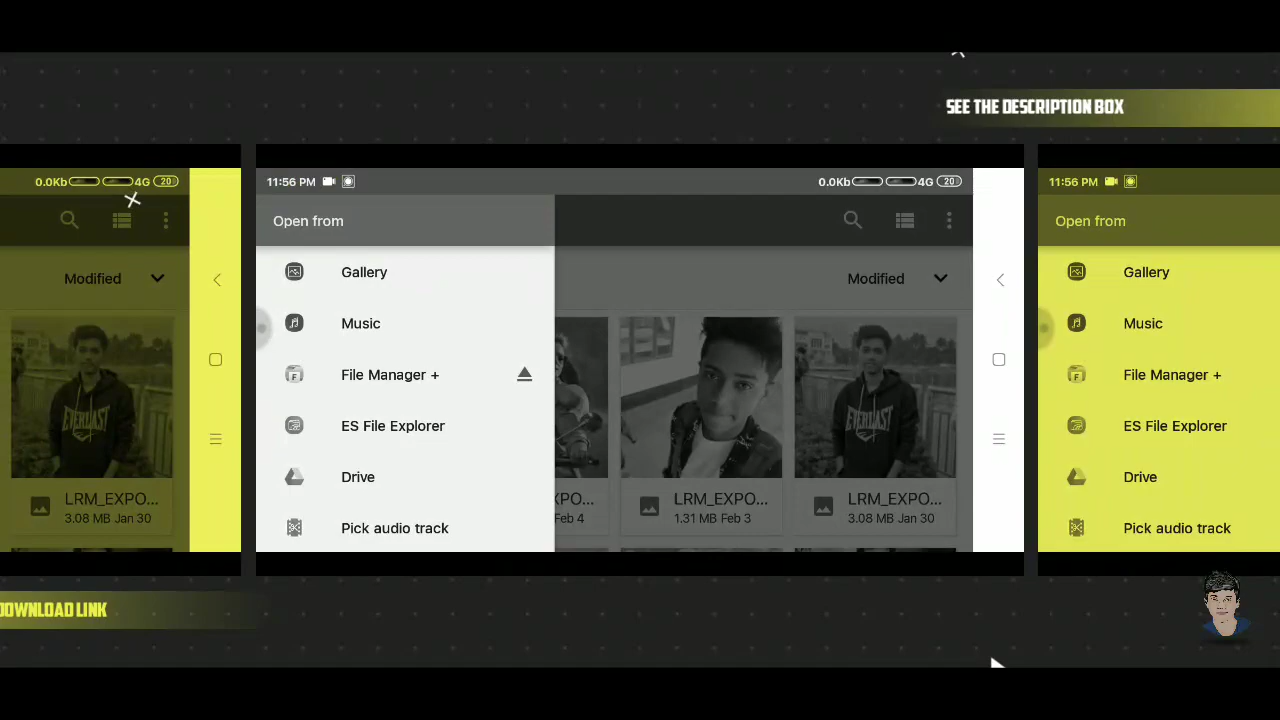 SEE THE DESCRIPTION BOX
0.0Kb 4G 20
Modified
LRM_EXPO...
3.08 MB Jan 30
11:56 PM 0.0Kb 4G 20
Open from
Gallery
Music
File Manager +
ES File Explorer
Drive
Pick audio track
Modified
XPO...
Feb 4
LRM_EXPO...
1.31 MB Feb 3
LRM_EXPO...
3.08 MB Jan 30
EVERLAST
EVERLAST
11:56 PM
Open from
Gallery
Music
File Manager +
ES File Explorer
Drive
Pick audio track
DOWNLOAD LINK